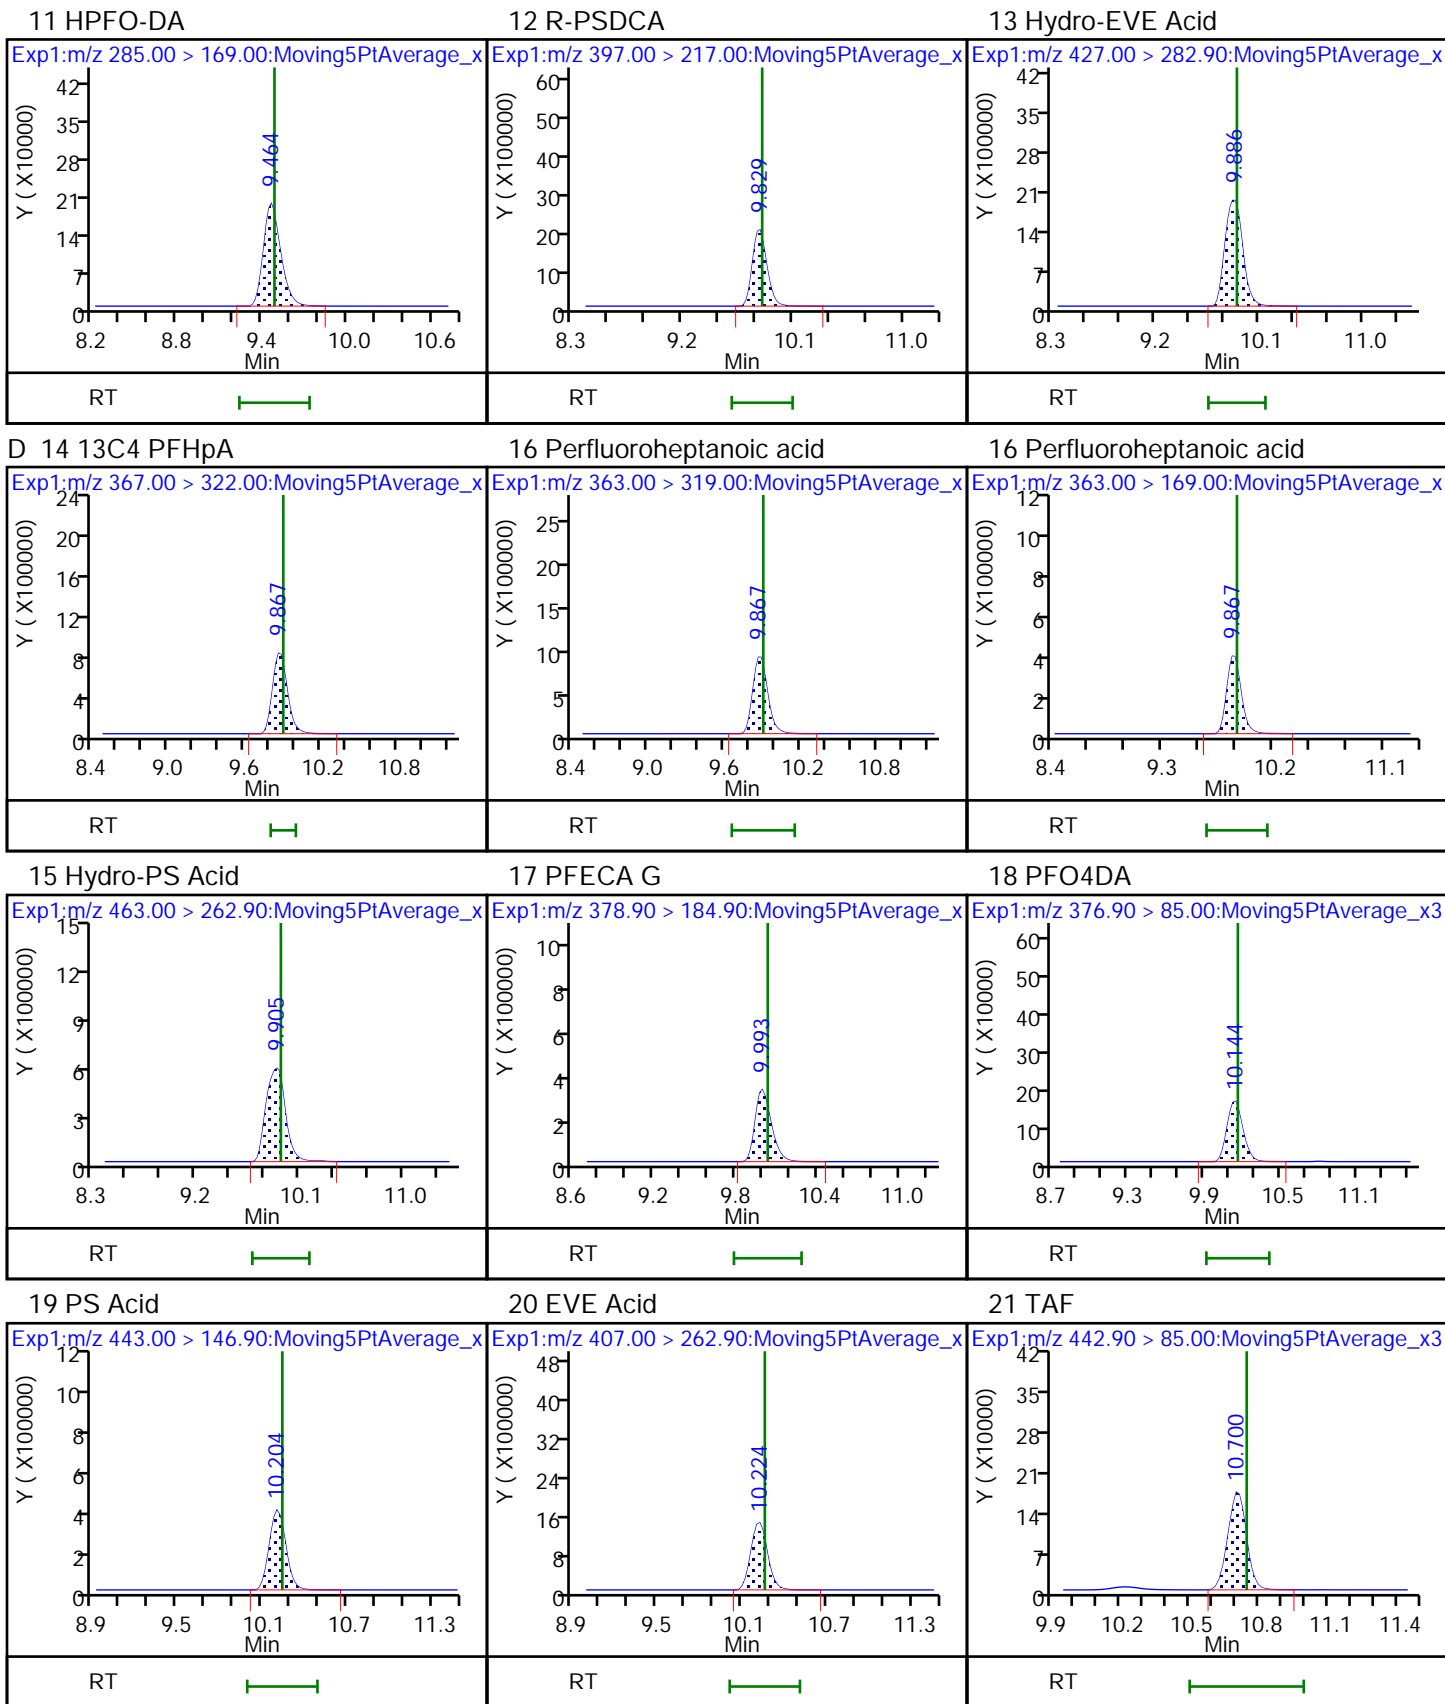 11 HPFO-DA
Exp1:m/z 285.00 > 169.00:Moving5PtAverage_x
Y ( X100000)
42
35
28
21
14
7
0
9.464
8.2 8.8 9.4 10.0 10.6
Min
RT
12 R-PSDCA
Exp1:m/z 397.00 > 217.00:Moving5PtAverage_x
Y ( X100000)
60
50
40
30
20
10
0
9.829
8.3 9.2 10.1 11.0
Min
RT
13 Hydro-EVE Acid
Exp1:m/z 427.00 > 282.90:Moving5PtAverage_x
Y ( X100000)
42
35
28
21
14
7
0
9.886
8.3 9.2 10.1 11.0
Min
RT
D 14 13C4 PFHpA
Exp1:m/z 367.00 > 322.00:Moving5PtAverage_x
Y ( X100000)
24
20
16
12
8
4
0
9.867
8.4 9.0 9.6 10.2 10.8
Min
RT
16 Perfluoroheptanoic acid
Exp1:m/z 363.00 > 319.00:Moving5PtAverage_x
Y ( X100000)
25
20
15
10
5
0
9.867
8.4 9.0 9.6 10.2 10.8
Min
RT
16 Perfluoroheptanoic acid
Exp1:m/z 363.00 > 169.00:Moving5PtAverage_x
Y ( X100000)
12
10
8
6
4
2
0
9.867
8.4 9.3 10.2 11.1
Min
RT
15 Hydro-PS Acid
Exp1:m/z 463.00 > 262.90:Moving5PtAverage_x
Y ( X100000)
15
12
9
6
3
0
9.905
8.3 9.2 10.1 11.0
Min
RT
17 PFECA G
Exp1:m/z 378.90 > 184.90:Moving5PtAverage_x
Y ( X100000)
10
8
6
4
2
0
9.993
8.6 9.2 9.8 10.4 11.0
Min
RT
18 PFO4DA
Exp1:m/z 376.90 > 85.00:Moving5PtAverage_x3
Y ( X10000)
60
50
40
30
20
10
0
10.144
8.7 9.3 9.9 10.5 11.1
Min
RT
19 PS Acid
Exp1:m/z 443.00 > 146.90:Moving5PtAverage_x
Y ( X100000)
12
10
8
6
4
2
0
10.204
8.9 9.5 10.1 10.7 11.3
Min
RT
20 EVE Acid
Exp1:m/z 407.00 > 262.90:Moving5PtAverage_x
Y ( X100000)
48
40
32
24
16
8
0
10.224
8.9 9.5 10.1 10.7 11.3
Min
RT
21 TAF
Exp1:m/z 442.90 > 85.00:Moving5PtAverage_x3
Y ( X10000)
42
35
28
21
14
7
0
10.700
9.9 10.2 10.5 10.8 11.1 11.4
Min
RT